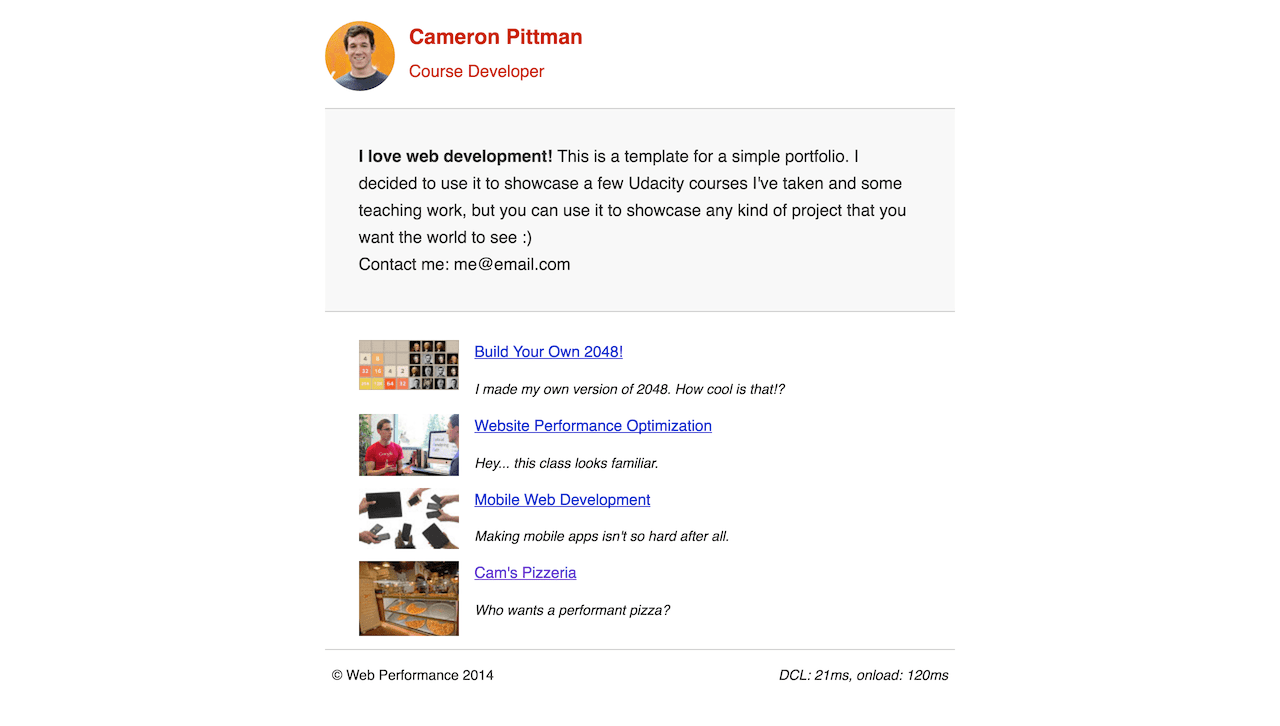 Cameron Pittman
Course Developer
I love web development! This is a template for a simple portfolio. I
decided to use it to showcase a few Udacity courses I've taken and some
teaching work, but you can use it to showcase any kind of project that you
want the world to see :)
Contact me: me@email.com
Build Your Own 2048!
I made my own version of 2048. How cool is that!?
Website Performance Optimization
Hey... this class looks familiar.
Mobile Web Development
Making mobile apps isn't so hard after all.
Cam's Pizzeria
Who wants a performant pizza?
© Web Performance 2014
DCL: 21ms, onload: 120ms